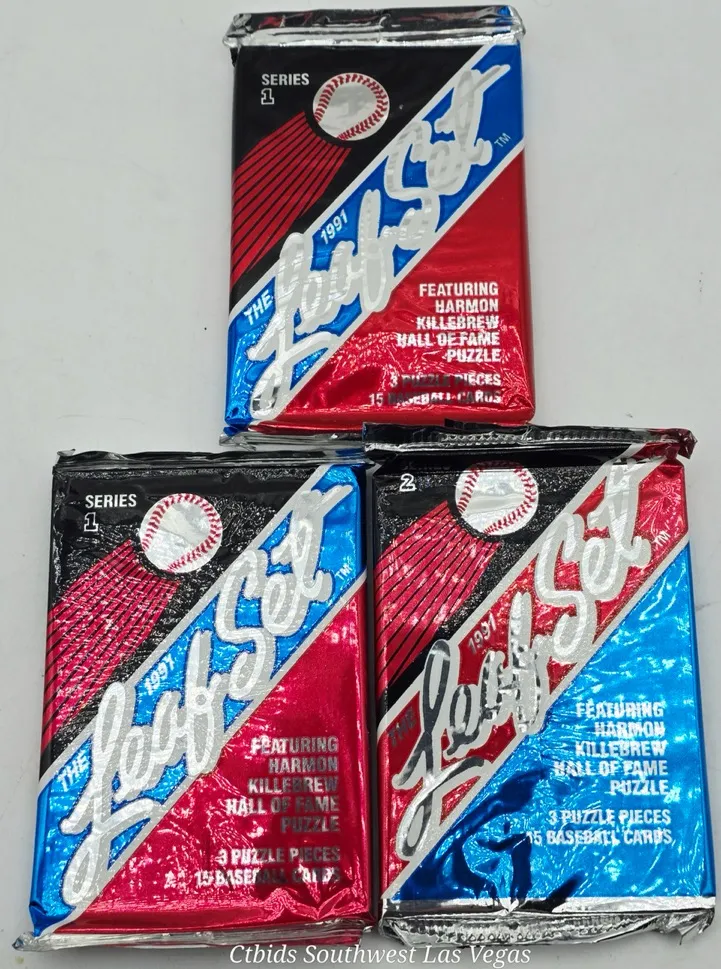 SERIES
1
THE 1991 Leaf Set TM
FEATURING
HARMON
KILLEBREW
HALL OF FAME
PUZZLE
3 PUZZLE PIECES
15 BASEBALL CARDS
SERIES
1
THE 1991 Leaf Set TM
FEATURING
HARMON
KILLEBREW
HALL OF FAME
PUZZLE
3 PUZZLE PIECES
15 BASEBALL CARDS
2
THE 1991 Leaf Set TM
FEATURING
HARMON
KILLEBREW
HALL OF FAME
PUZZLE
3 PUZZLE PIECES
15 BASEBALL CARDS
Ctbids Southwest Las Vegas